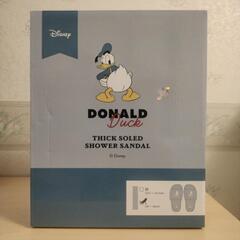 Disney
DONALD
Duck
THICK SOLED
SHOWER SANDAL
© Disney